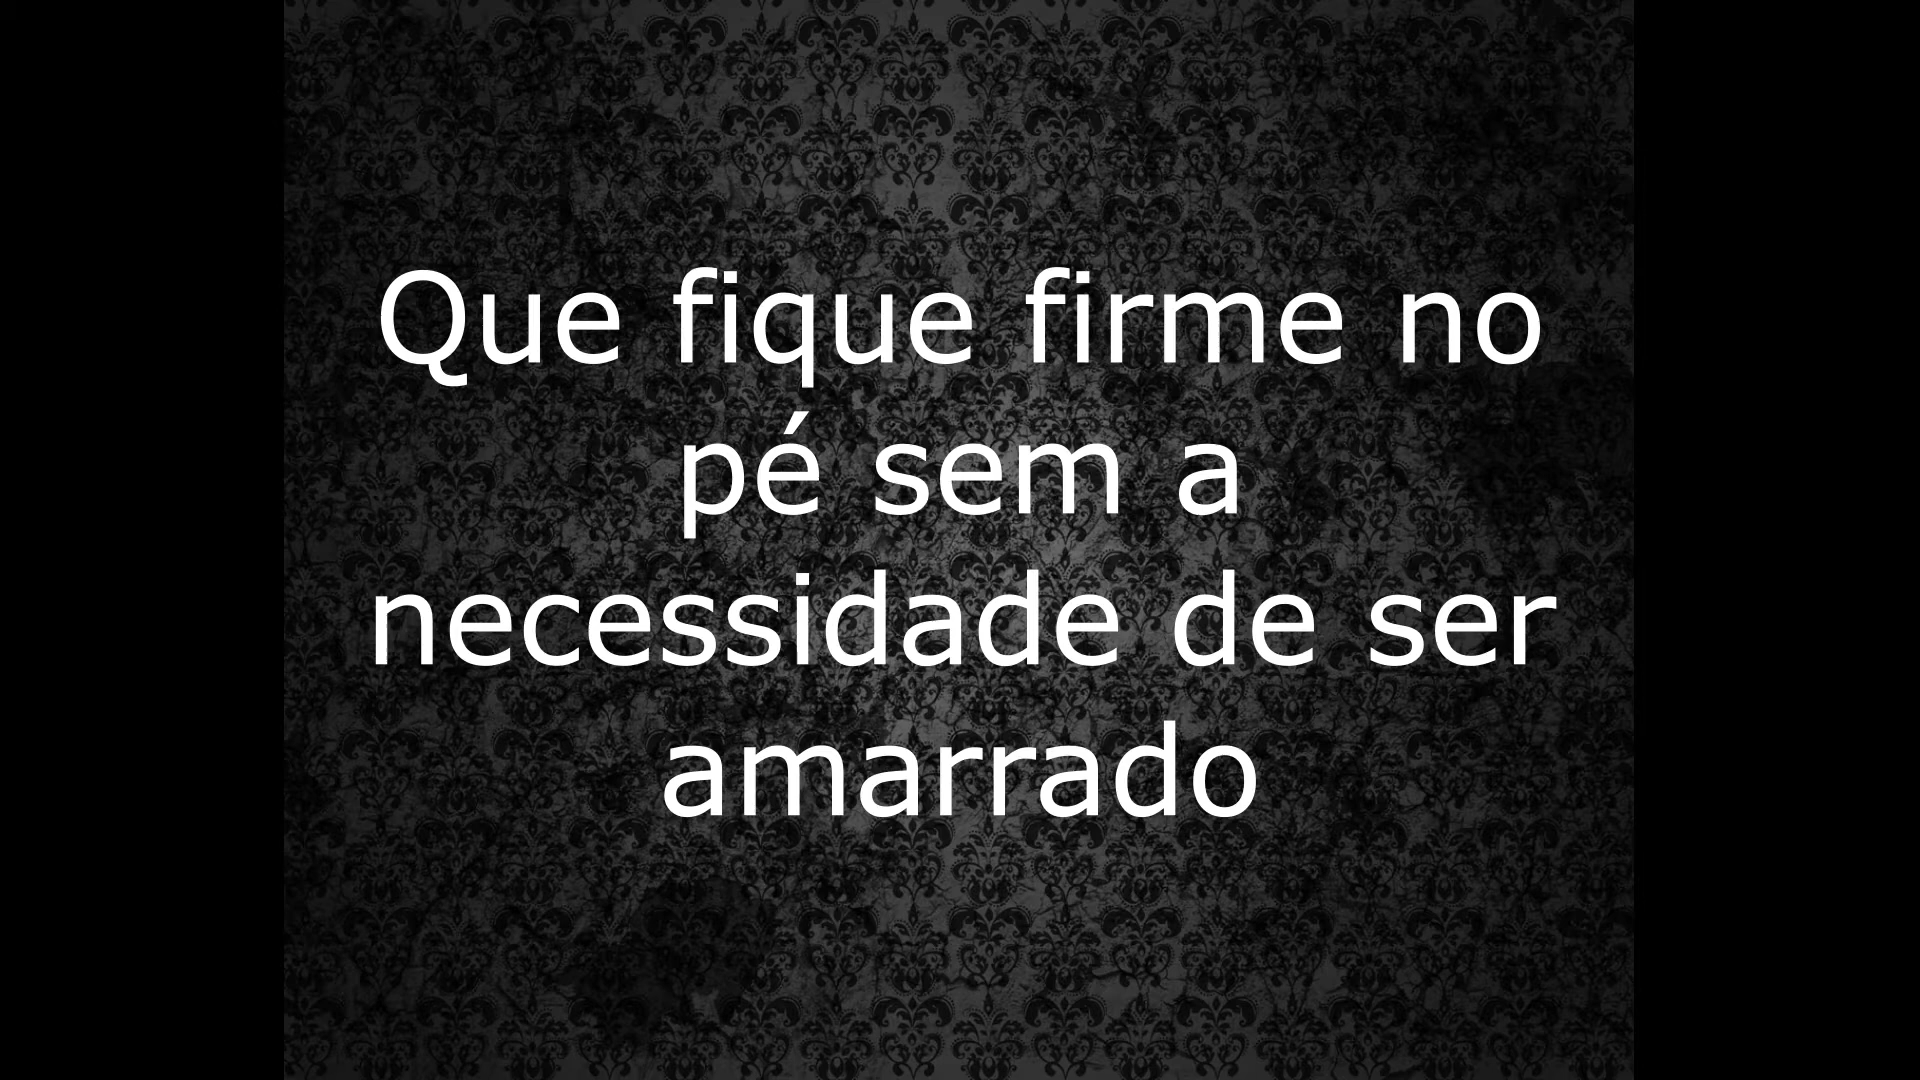 Que fique firme no
pé sem a
necessidade de ser
amarrado